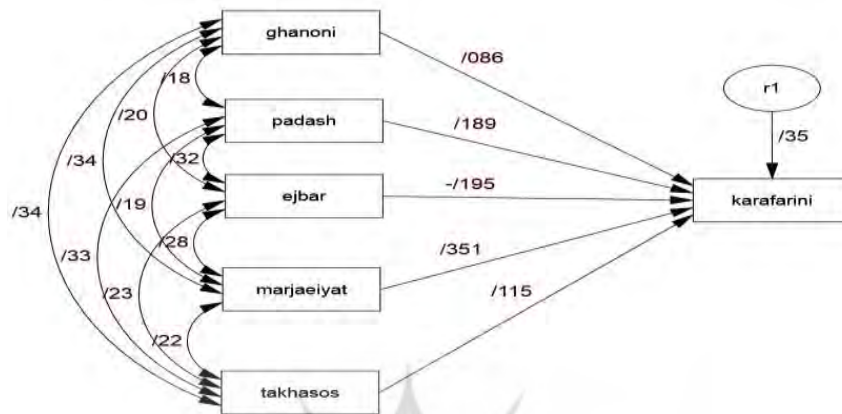 ghanoni
/086
/18
r1
/20
padash
/189
/35
/34
/32
-/195
ejbar
karafarini
/34
/19
/28
/351
/33
marjaeiyat
/23
/115
/22
takhasos